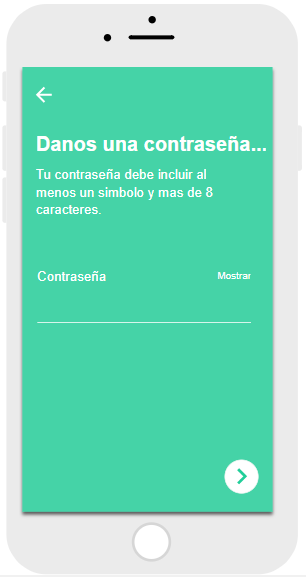 Danos una contraseña...
Tu contraseña debe incluir al
menos un simbolo y mas de 8
caracteres.
Contraseña Mostrar